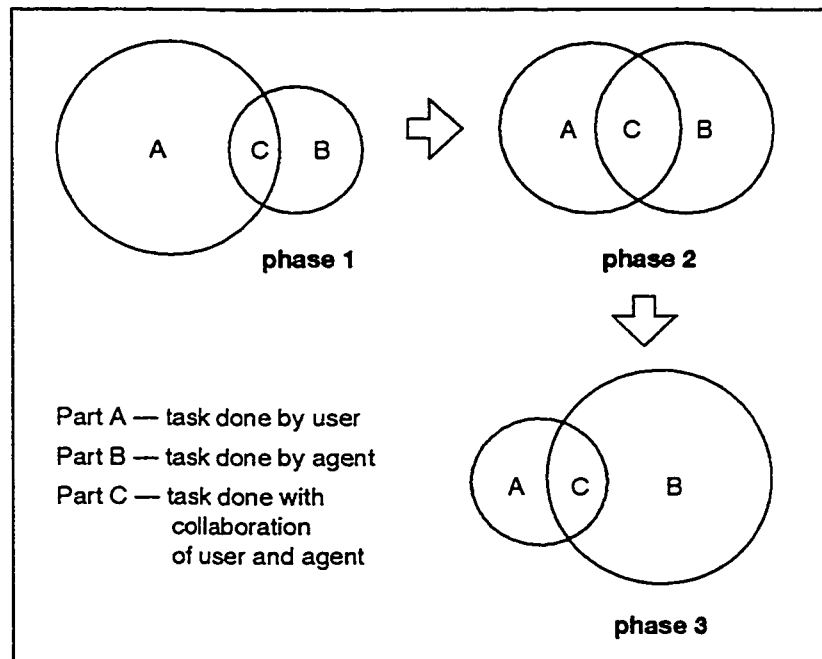 A C B
phase 1
A C B
phase 2
Part A — task done by user
Part B — task done by agent
Part C — task done with
collaboration
of user and agent
A C B
phase 3